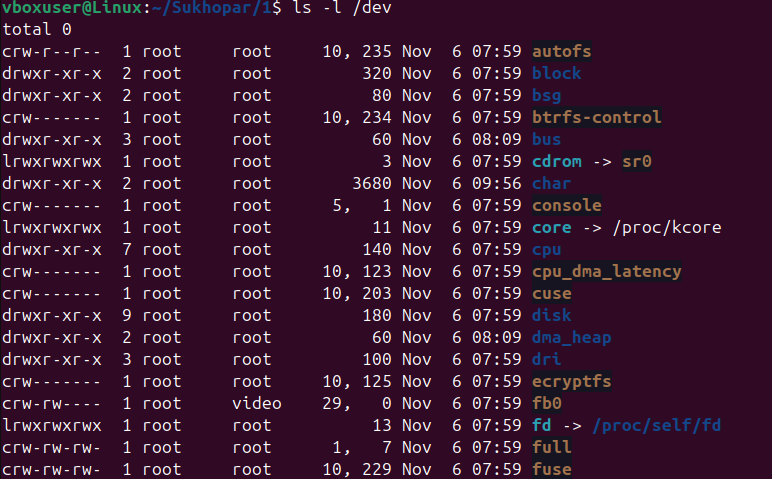 vboxuser@Linux:~/Sukhopar/1$ ls -l /dev
total 0
crw-r--r--  1 root     root     10, 235 Nov  6 07:59 autofs
drwxr-xr-x  2 root     root         320 Nov  6 07:59 block
drwxr-xr-x  2 root     root          80 Nov  6 07:59 bsg
crw-------  1 root     root     10, 234 Nov  6 07:59 btrfs-control
drwxr-xr-x  3 root     root          60 Nov  6 08:09 bus
lrwxrwxrwx  1 root     root           3 Nov  6 07:59 cdrom -> sr0
drwxr-xr-x  2 root     root        3680 Nov  6 09:56 char
crw-------  1 root     root      5,   1 Nov  6 07:59 console
lrwxrwxrwx  1 root     root          11 Nov  6 07:59 core -> /proc/kcore
drwxr-xr-x  7 root     root         140 Nov  6 07:59 cpu
crw-------  1 root     root     10, 123 Nov  6 07:59 cpu_dma_latency
crw-------  1 root     root     10, 203 Nov  6 07:59 cuse
drwxr-xr-x  9 root     root         180 Nov  6 07:59 disk
drwxr-xr-x  2 root     root          60 Nov  6 08:09 dma_heap
drwxr-xr-x  3 root     root         100 Nov  6 07:59 dri
crw-------  1 root     root     10, 125 Nov  6 07:59 ecryptfs
crw-rw----  1 root     video    29,   0 Nov  6 07:59 fb0
lrwxrwxrwx  1 root     root          13 Nov  6 07:59 fd -> /proc/self/fd
crw-rw-rw-  1 root     root      1,   7 Nov  6 07:59 full
crw-rw-rw-  1 root     root     10, 229 Nov  6 07:59 fuse